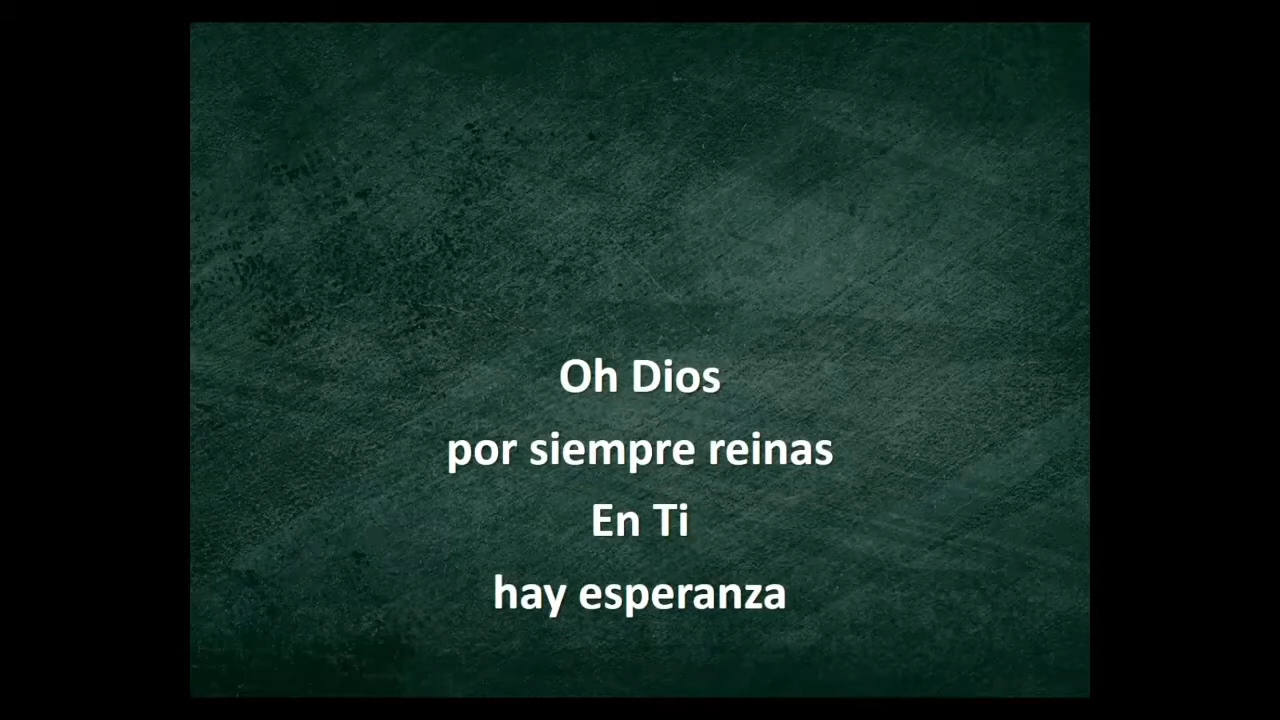 Oh Dios
por siempre reinas
En Ti
hay esperanza